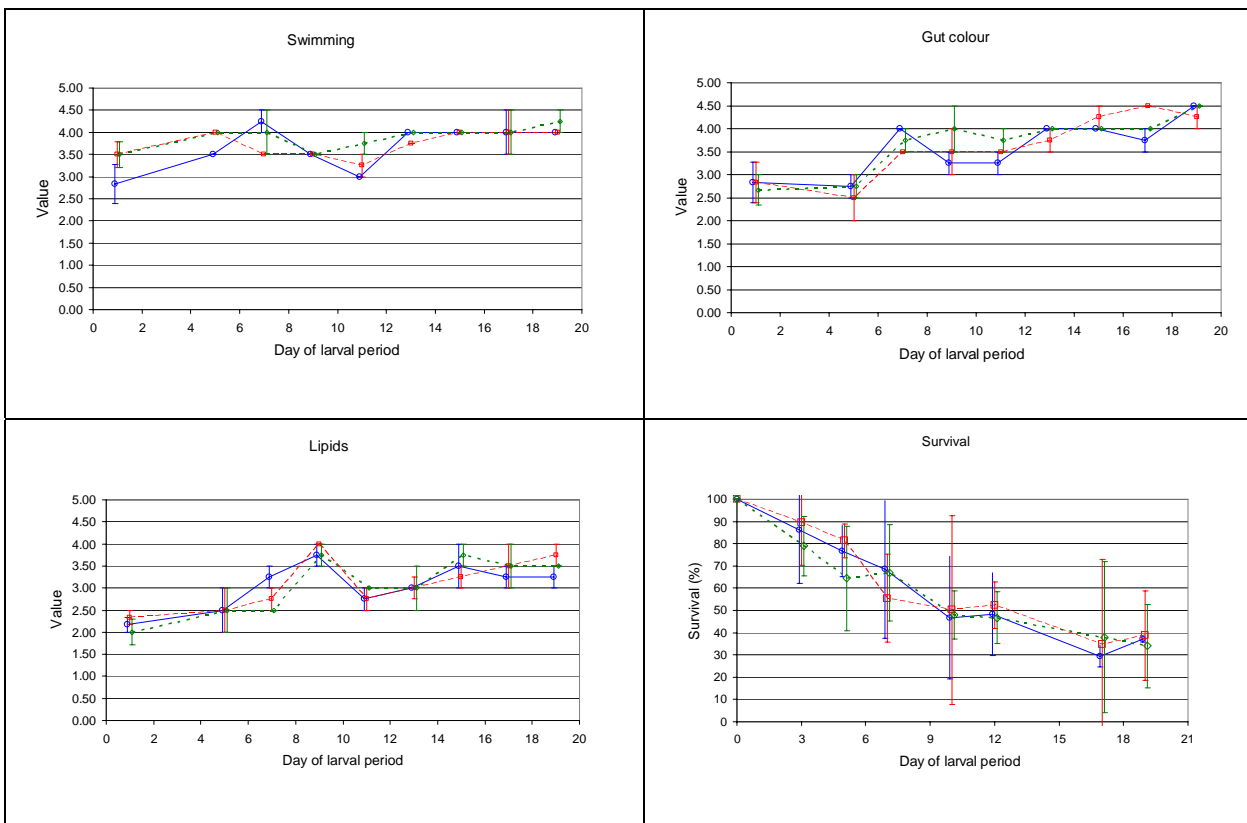 Swimming
5.00
4.50
4.00
3.50
3.00
2.50
2.00
1.50
1.00
0.50
0.00
Value
0 2 4 6 8 10 12 14 16 18 20
Day of larval period
Gut colour
5.00
4.50
4.00
3.50
3.00
2.50
2.00
1.50
1.00
0.50
0.00
Value
0 2 4 6 8 10 12 14 16 18 20
Day of larval period
Lipids
5.00
4.50
4.00
3.50
3.00
2.50
2.00
1.50
1.00
0.50
0.00
Value
0 2 4 6 8 10 12 14 16 18 20
Day of larval period
Survival
100
90
80
70
60
50
40
30
20
10
0
Survival (%)
0 3 6 9 12 15 18 21
Day of larval period